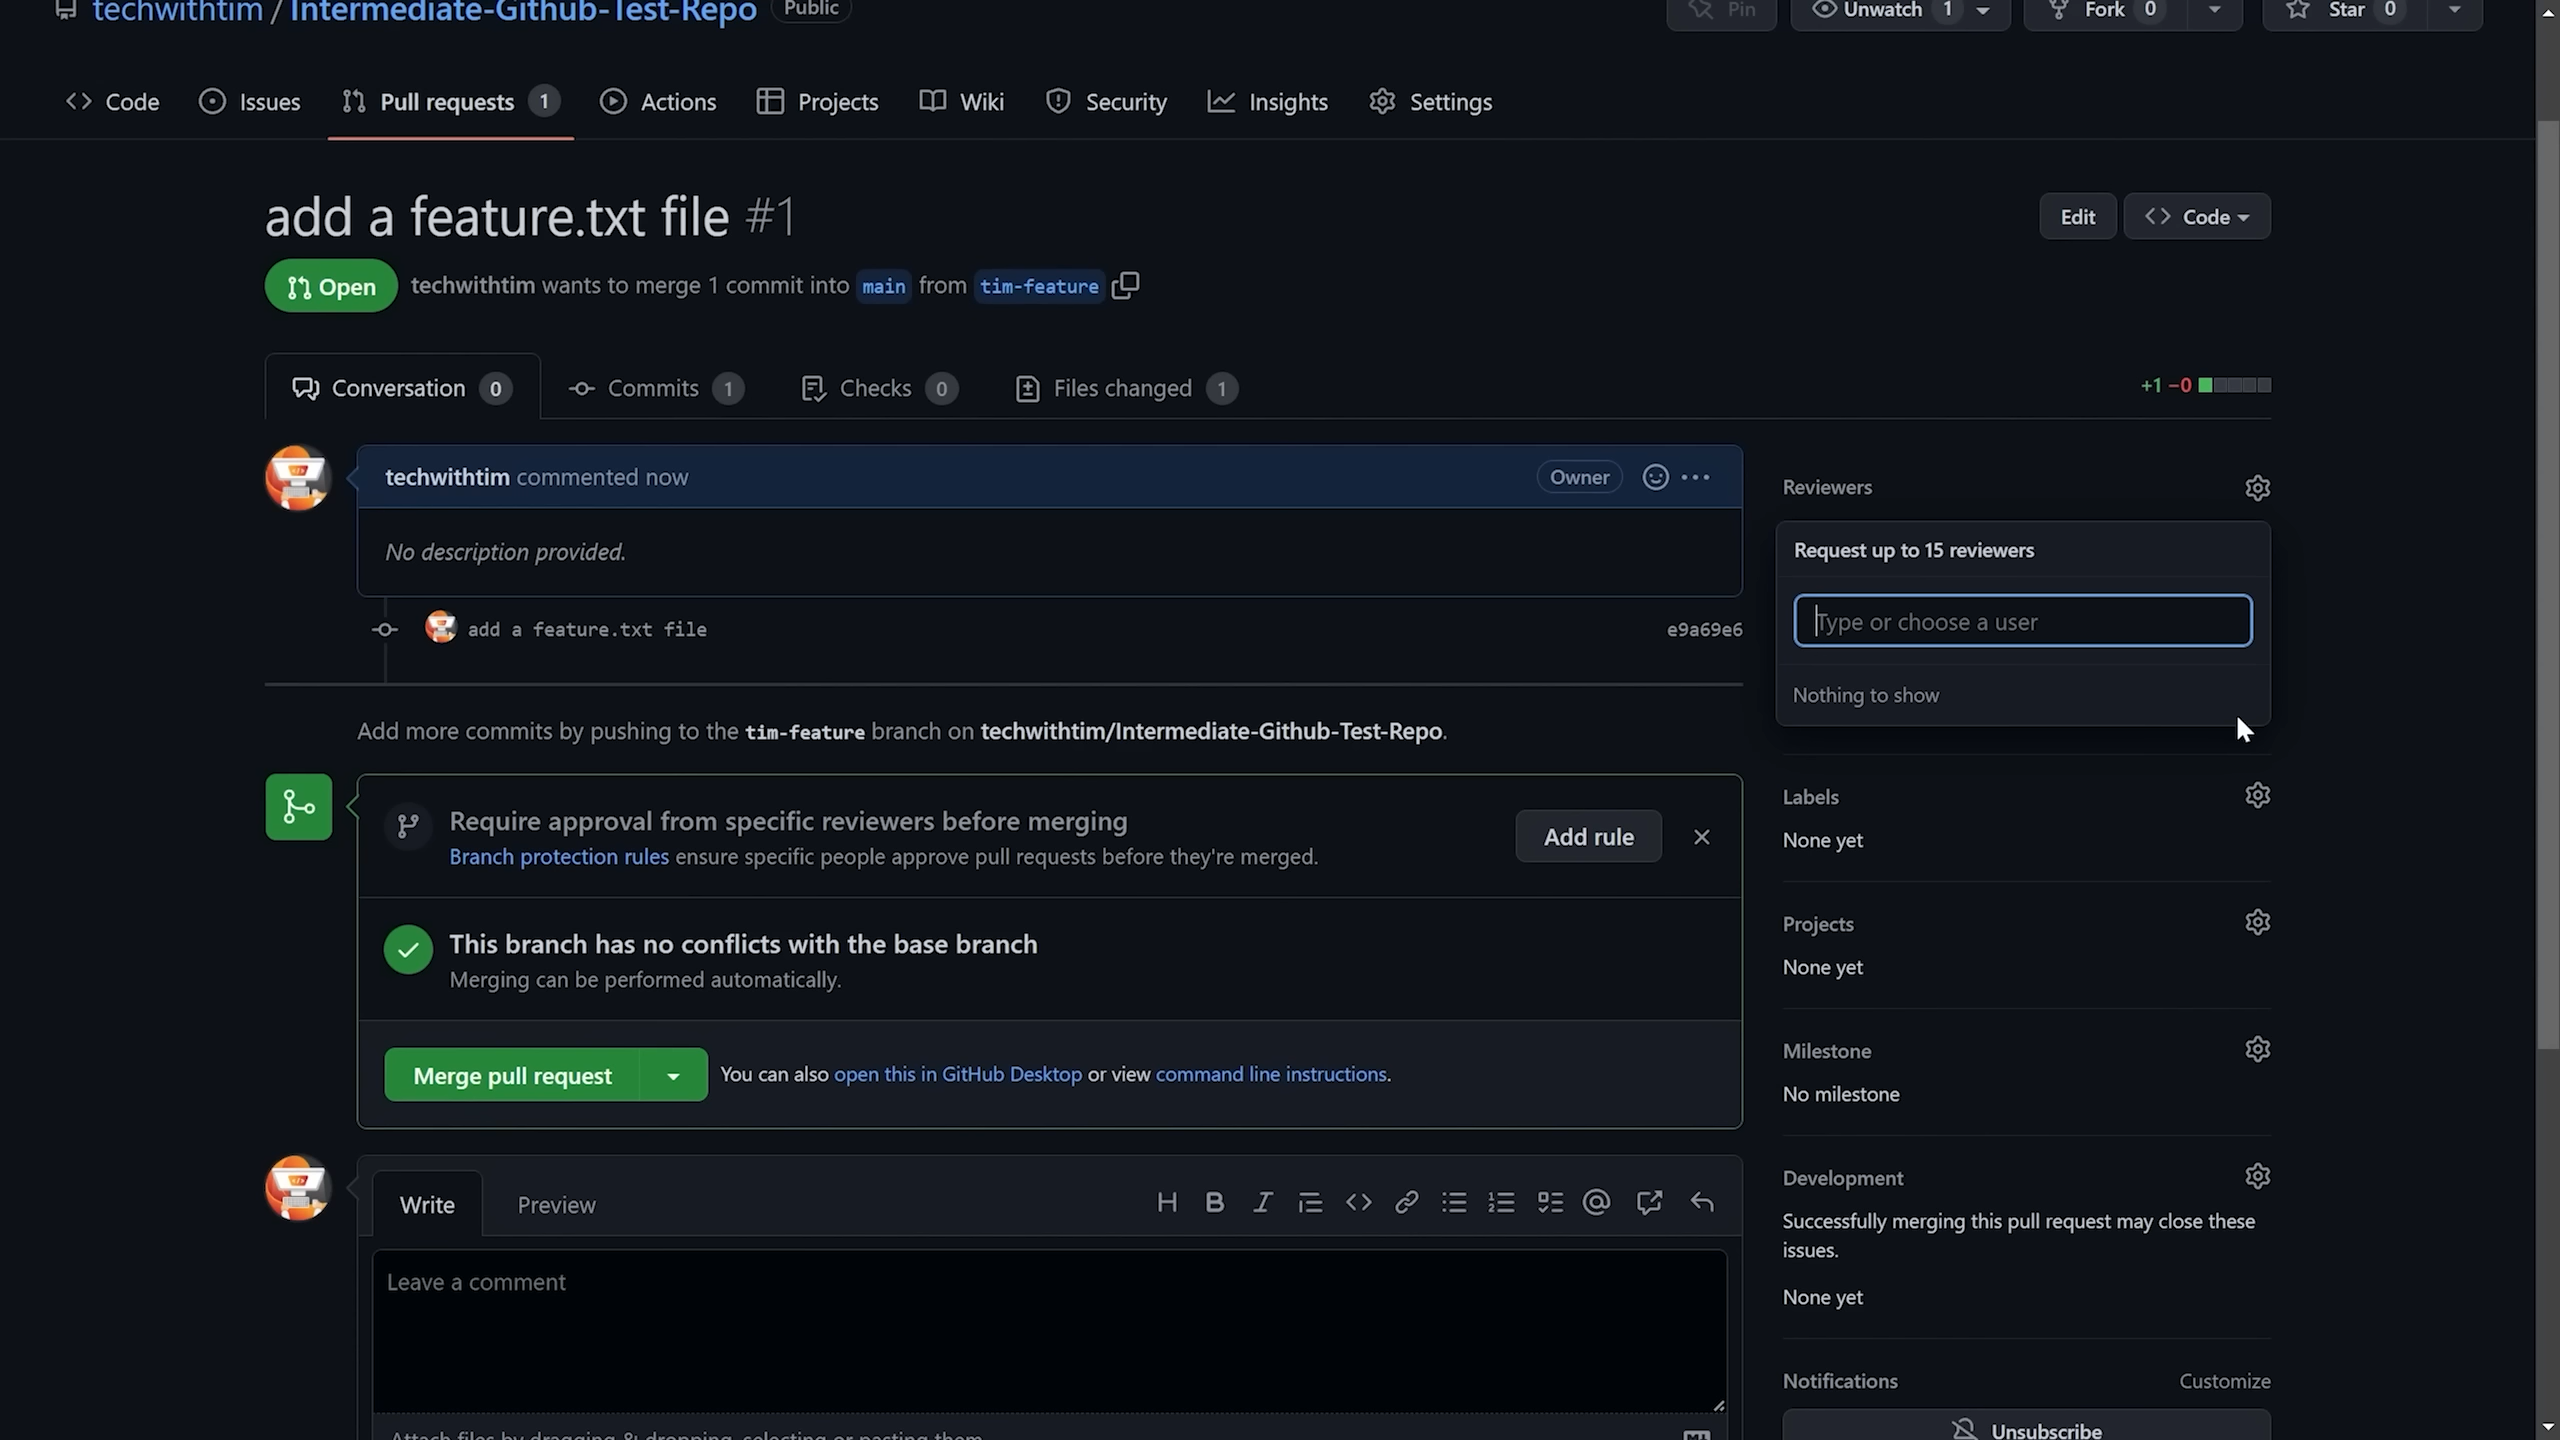 techwithtim / Intermediate-Github-Test-Repo Public
Pin Unwatch 1 Fork 0 Star 0
Code Issues Pull requests 1 Actions Projects Wiki Security Insights Settings
add a feature.txt file #1
Edit <> Code
Open techwithtim wants to merge 1 commit into main from tim-feature
Conversation 0 Commits 1 Checks 0 Files changed 1
+1 −0
techwithtim commented now Owner
No description provided.
add a feature.txt file e9a69e6
Add more commits by pushing to the tim-feature branch on techwithtim/Intermediate-Github-Test-Repo.
Require approval from specific reviewers before merging
Branch protection rules ensure specific people approve pull requests before they're merged.
Add rule
This branch has no conflicts with the base branch
Merging can be performed automatically.
Merge pull request
You can also open this in GitHub Desktop or view command line instructions.
Write Preview
Leave a comment
Attach files by dragging & dropping, selecting or pasting them.
Reviewers
Request up to 15 reviewers
Type or choose a user
Nothing to show
Labels
None yet
Projects
None yet
Milestone
No milestone
Development
Successfully merging this pull request may close these
issues.
None yet
Notifications Customize
Unsubscribe